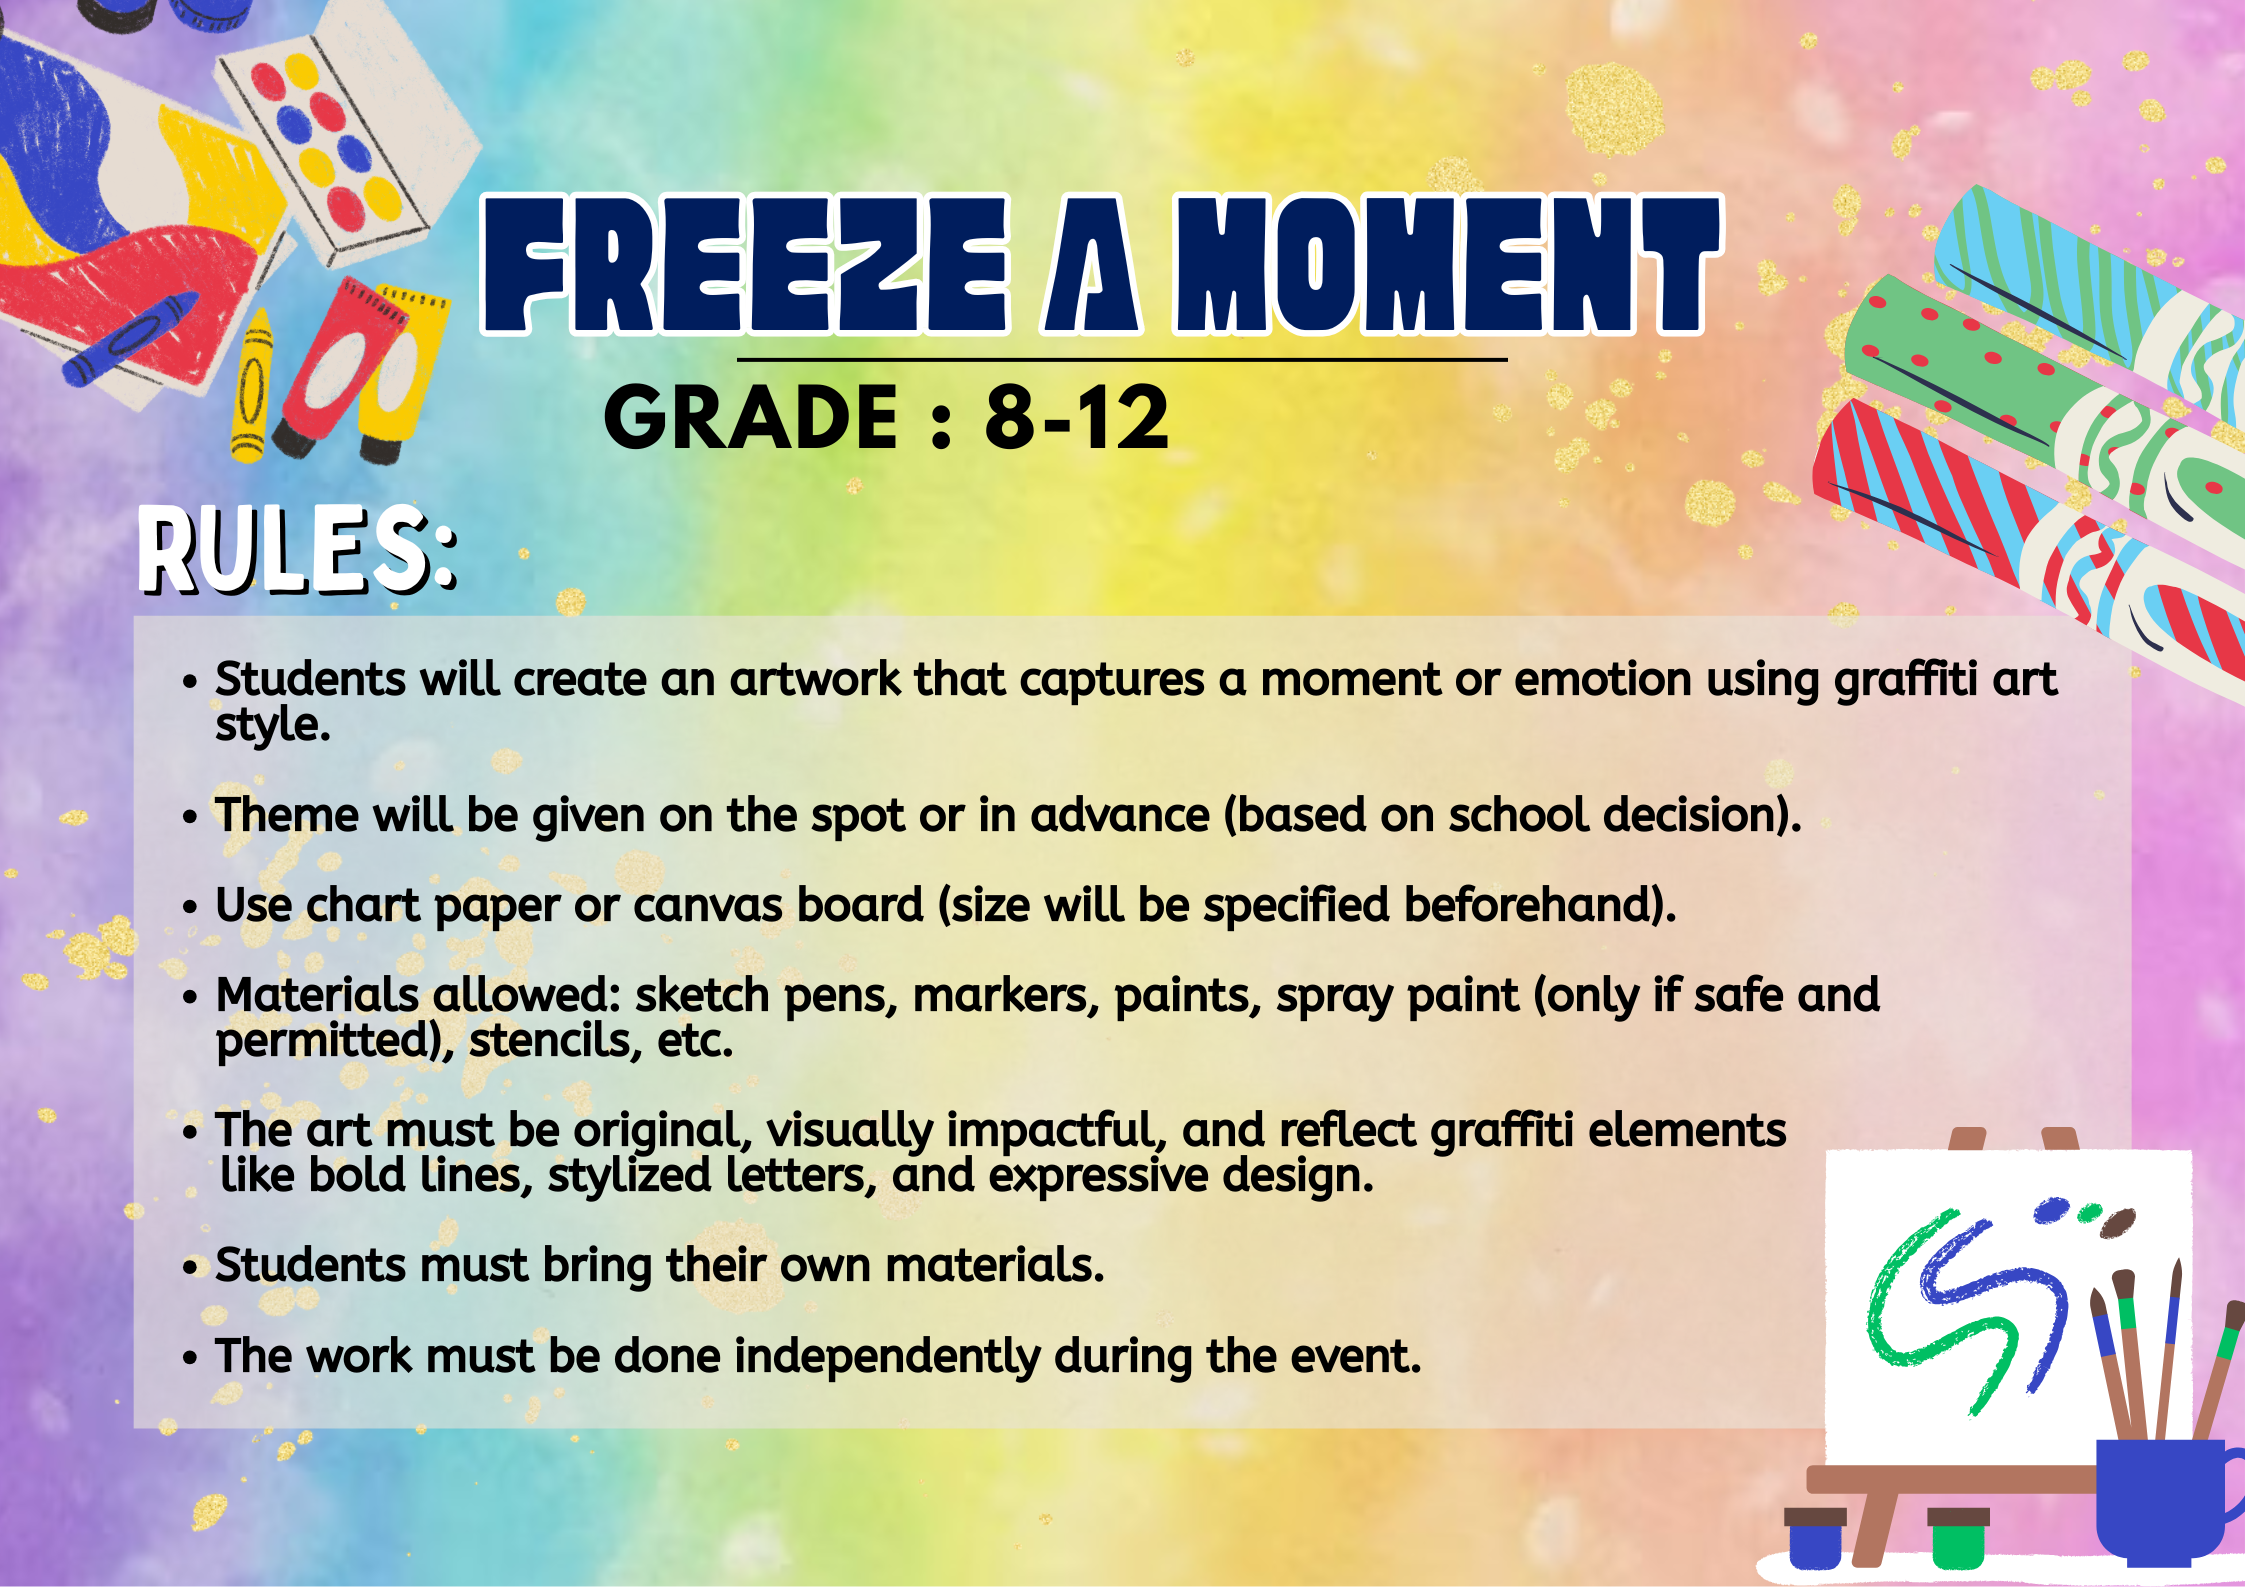 FREEZE A MOMENT
GRADE : 8-12
RULES:
• Students will create an artwork that captures a moment or emotion using graffiti art
style.
• Theme will be given on the spot or in advance (based on school decision).
• Use chart paper or canvas board (size will be specified beforehand).
• Materials allowed: sketch pens, markers, paints, spray paint (only if safe and
permitted), stencils, etc.
• The art must be original, visually impactful, and reflect graffiti elements
like bold lines, stylized letters, and expressive design.
• Students must bring their own materials.
• The work must be done independently during the event.